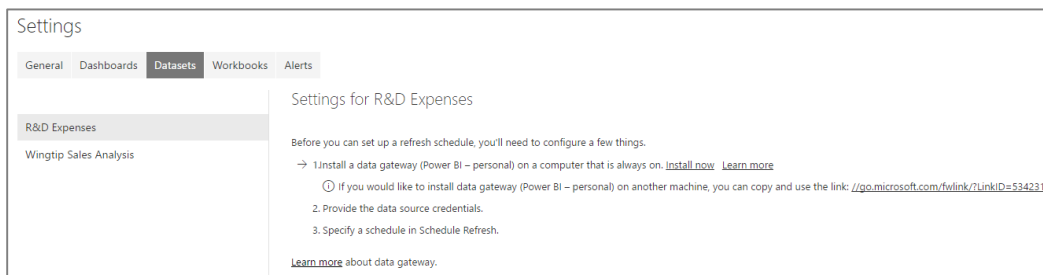 Settings
General Dashboards Datasets Workbooks Alerts
Settings for R&D Expenses
R&D Expenses
Wingtip Sales Analysis
Before you can set up a refresh schedule, you'll need to configure a few things.
→ 1.Install a data gateway (Power BI – personal) on a computer that is always on. Install now Learn more
If you would like to install data gateway (Power BI – personal) on another machine, you can copy and use the link: //go.microsoft.com/fwlink/?LinkID=534231
2. Provide the data source credentials.
3. Specify a schedule in Schedule Refresh.
Learn more about data gateway.